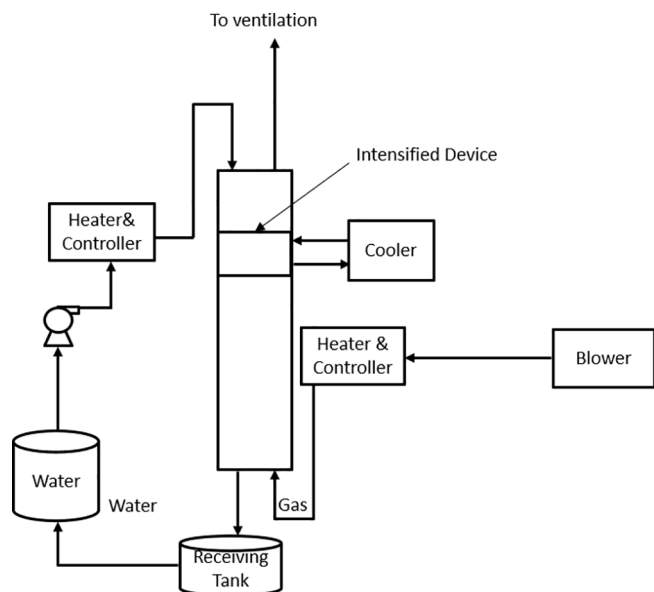 To ventilation
Intensified Device
Heater&
Controller
Cooler
Heater &
Controller
Blower
Water
Water
Gas
Receiving
Tank